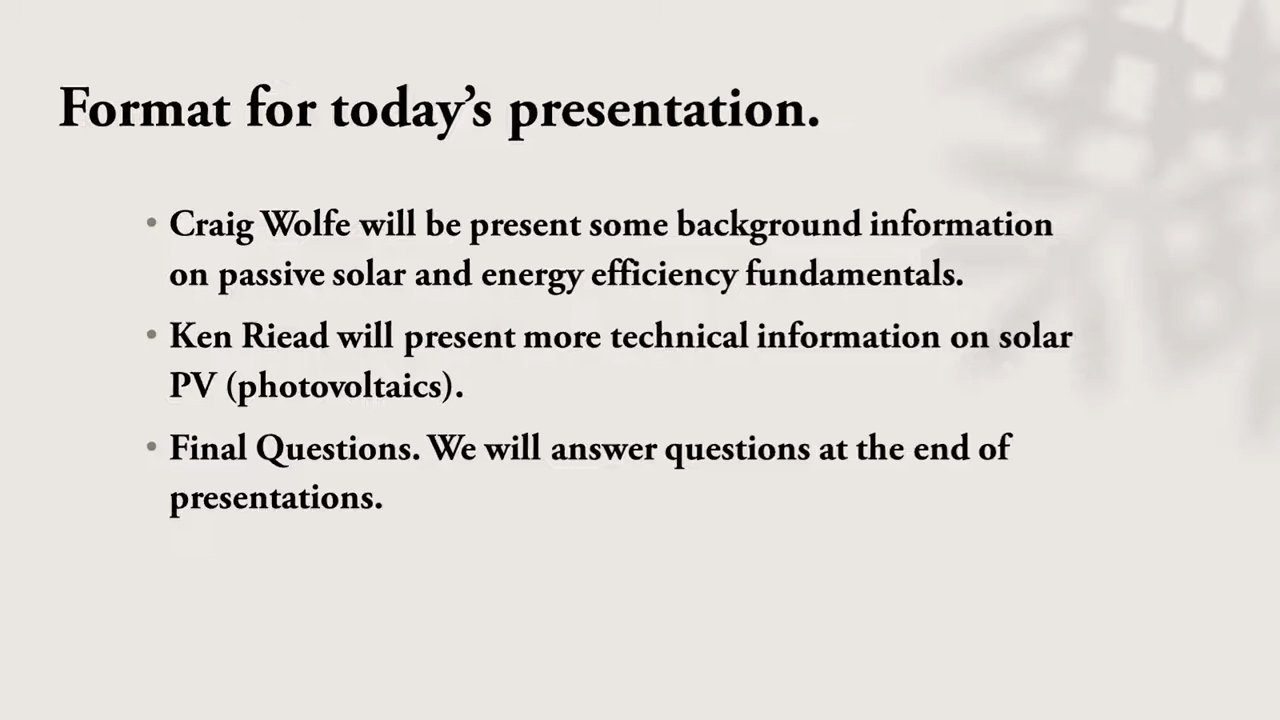 Format for today’s presentation.
• Craig Wolfe will be present some background information
on passive solar and energy efficiency fundamentals.
• Ken Riead will present more technical information on solar
PV (photovoltaics).
• Final Questions. We will answer questions at the end of
presentations.